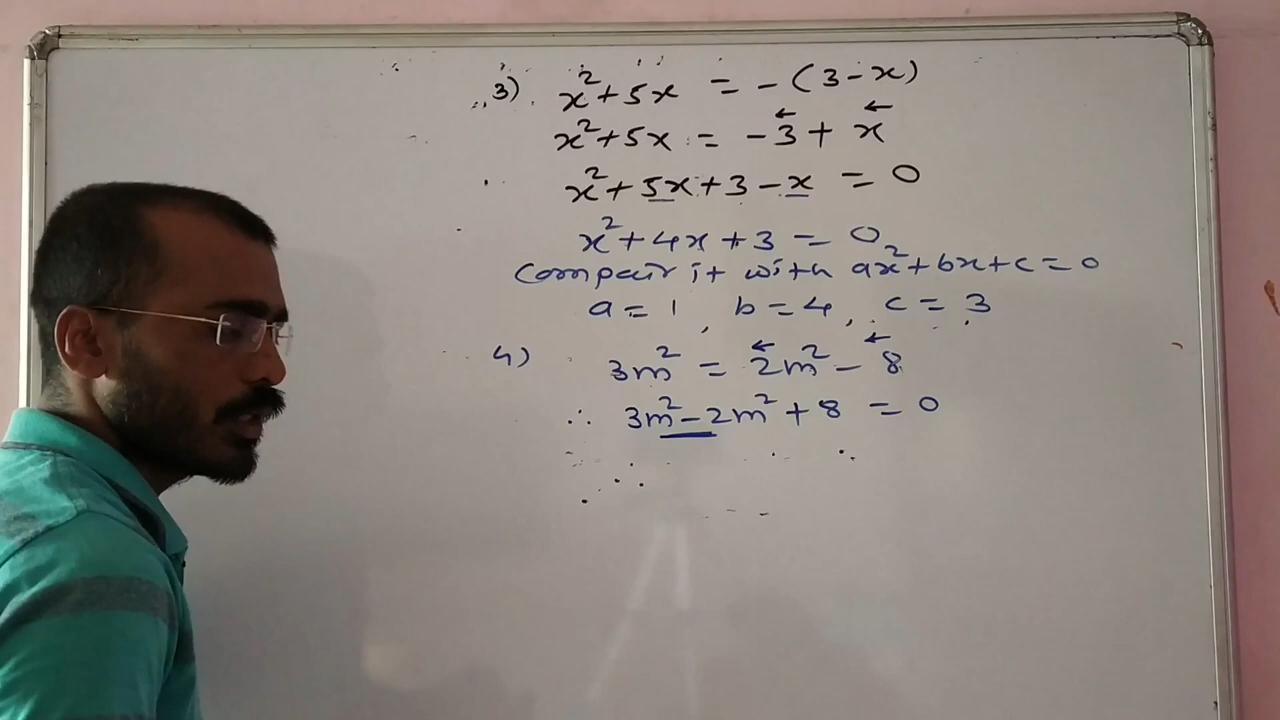 3) x²+5x = -(3-x)
x²+5x = -3+x
x²+5x+3-x = 0
x²+4x+3 = 0
Compair it with ax²+bx+c=0
a=1, b=4, c=3
4) 3m² = 2m²-8
∴ 3m²-2m²+8 = 0